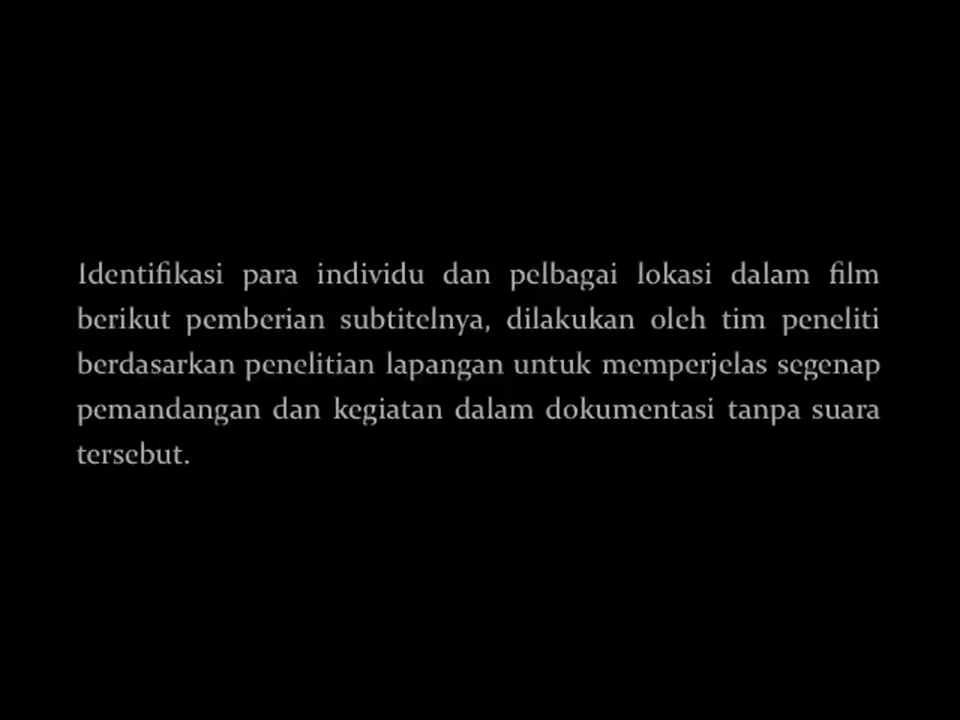 Identifikasi para individu dan pelbagai lokasi dalam film
berikut pemberian subtitelnya, dilakukan oleh tim peneliti
berdasarkan penelitian lapangan untuk memperjelas segenap
pemandangan dan kegiatan dalam dokumentasi tanpa suara
tersebut.